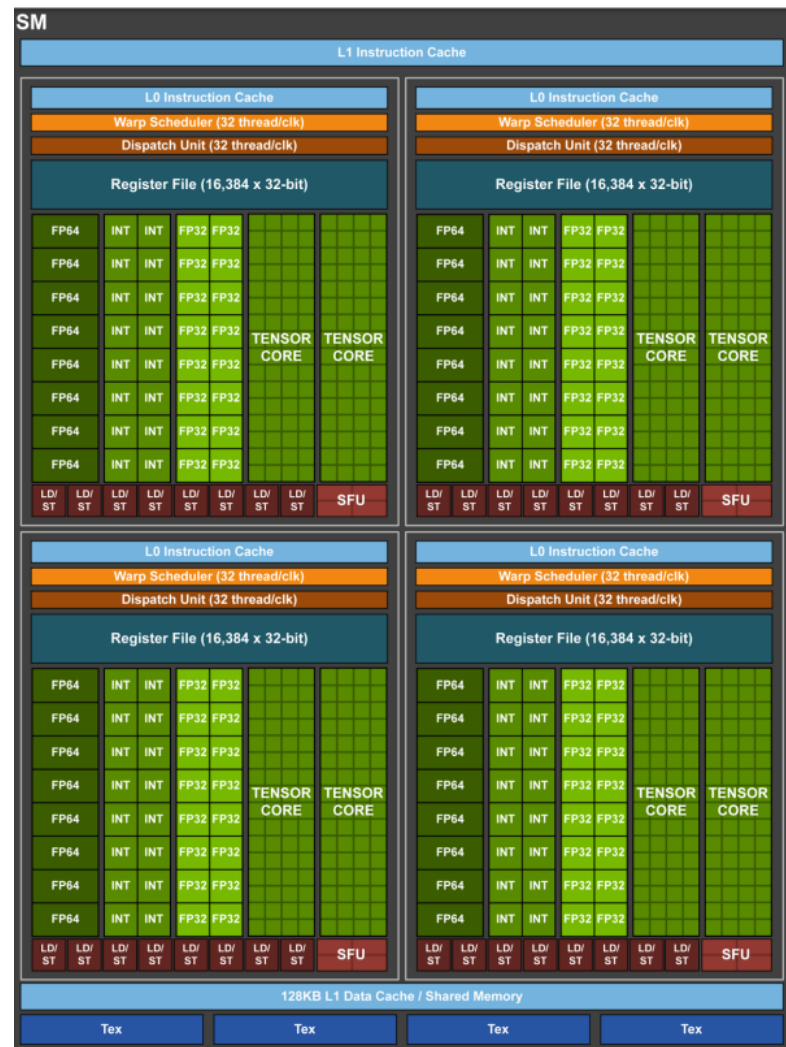 SM
L1 Instruction Cache
L0 Instruction Cache
Warp Scheduler (32 thread/clk)
Dispatch Unit (32 thread/clk)
Register File (16,384 x 32-bit)
FP64 INT INT FP32 FP32
FP64 INT INT FP32 FP32
FP64 INT INT FP32 FP32
FP64 INT INT FP32 FP32
TENSOR CORE
TENSOR CORE
FP64 INT INT FP32 FP32
FP64 INT INT FP32 FP32
FP64 INT INT FP32 FP32
FP64 INT INT FP32 FP32
LD/ LD/ LD/ LD/ LD/ LD/ LD/ LD/
ST ST ST ST ST ST ST ST
SFU
L0 Instruction Cache
Warp Scheduler (32 thread/clk)
Dispatch Unit (32 thread/clk)
Register File (16,384 x 32-bit)
FP64 INT INT FP32 FP32
FP64 INT INT FP32 FP32
FP64 INT INT FP32 FP32
FP64 INT INT FP32 FP32
TENSOR CORE
TENSOR CORE
FP64 INT INT FP32 FP32
FP64 INT INT FP32 FP32
FP64 INT INT FP32 FP32
FP64 INT INT FP32 FP32
LD/ LD/ LD/ LD/ LD/ LD/ LD/ LD/
ST ST ST ST ST ST ST ST
SFU
L0 Instruction Cache
Warp Scheduler (32 thread/clk)
Dispatch Unit (32 thread/clk)
Register File (16,384 x 32-bit)
FP64 INT INT FP32 FP32
FP64 INT INT FP32 FP32
FP64 INT INT FP32 FP32
FP64 INT INT FP32 FP32
TENSOR CORE
TENSOR CORE
FP64 INT INT FP32 FP32
FP64 INT INT FP32 FP32
FP64 INT INT FP32 FP32
FP64 INT INT FP32 FP32
LD/ LD/ LD/ LD/ LD/ LD/ LD/ LD/
ST ST ST ST ST ST ST ST
SFU
L0 Instruction Cache
Warp Scheduler (32 thread/clk)
Dispatch Unit (32 thread/clk)
Register File (16,384 x 32-bit)
FP64 INT INT FP32 FP32
FP64 INT INT FP32 FP32
FP64 INT INT FP32 FP32
FP64 INT INT FP32 FP32
TENSOR CORE
TENSOR CORE
FP64 INT INT FP32 FP32
FP64 INT INT FP32 FP32
FP64 INT INT FP32 FP32
FP64 INT INT FP32 FP32
LD/ LD/ LD/ LD/ LD/ LD/ LD/ LD/
ST ST ST ST ST ST ST ST
SFU
128KB L1 Data Cache / Shared Memory
Tex Tex Tex Tex